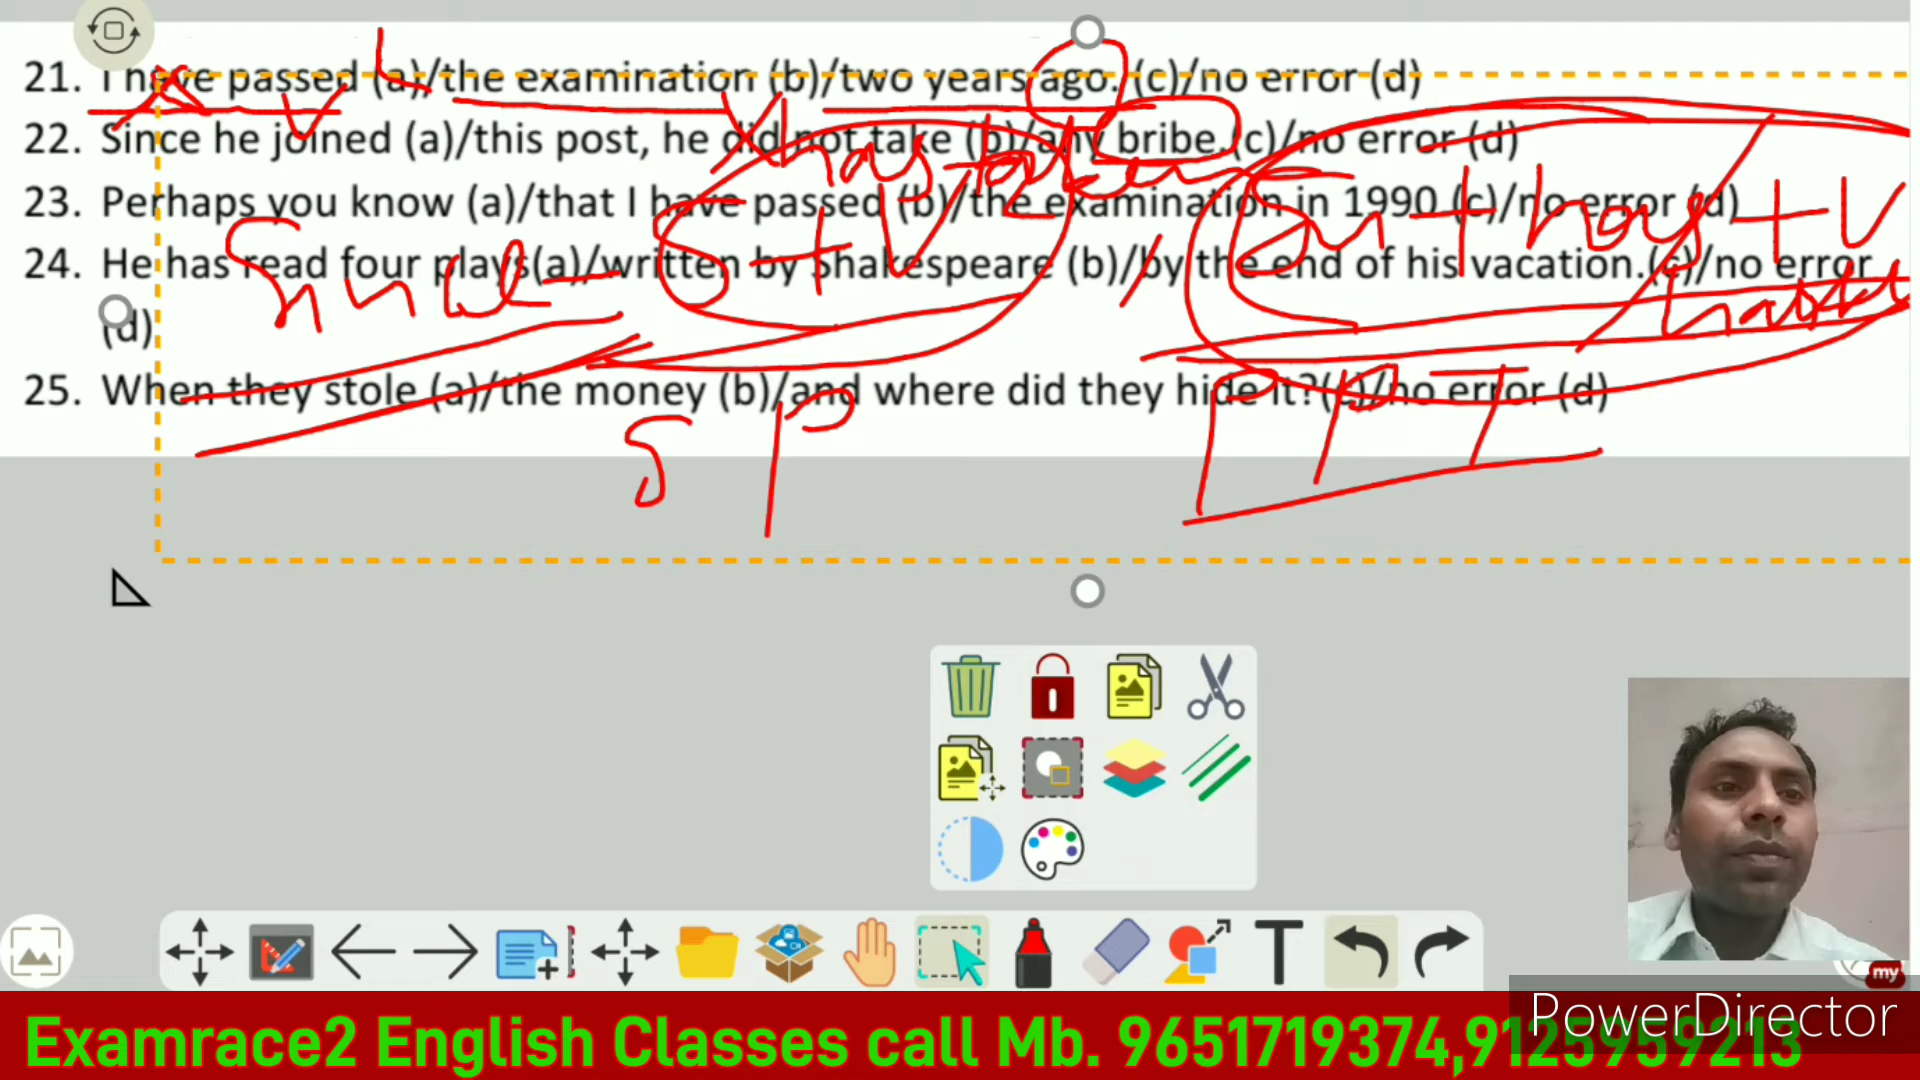 21. I have passed (a)/the examination (b)/two years ago. (c)/no error (d)
22. Since he joined (a)/this post, he did not take (b)/any bribe.(c)/no error (d)
has taken
23. Perhaps you know (a)/that I have passed (b)/the examination in 1990 (c)/no error (d)
Since S+V + has + V
24. He has read four plays(a)/written by Shakespeare (b)/by the end of his vacation.(c)/no error
(d)
25. When they stole (a)/the money (b)/and where did they hide it?(c)/no error (d)
S P
P P T
T
my
PowerDirector
Examrace2 English Classes call Mb. 9651719374,9125959213